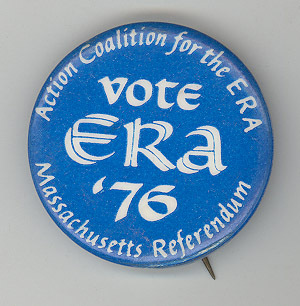 Action Coalition for the ERA
VOTE
ERA
'76
Massachusetts Referendum